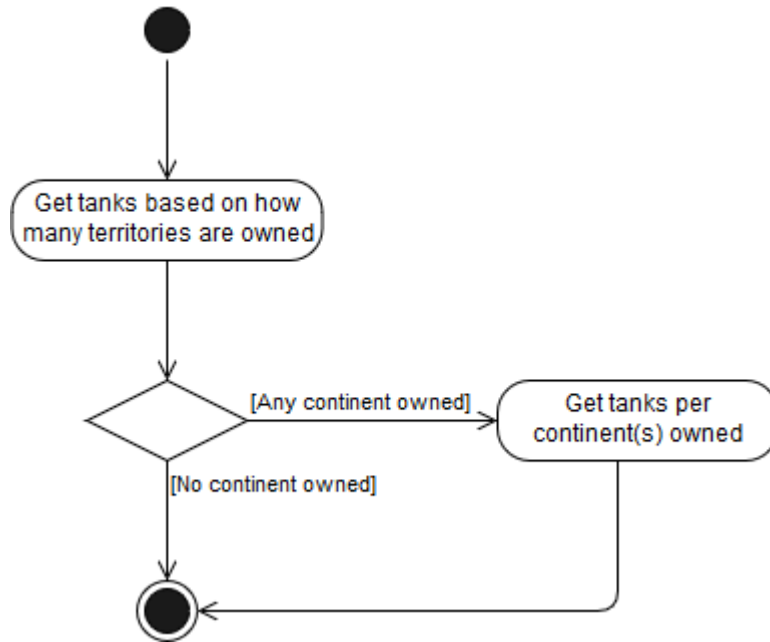 Get tanks based on how
many territories are owned
[Any continent owned]
Get tanks per
continent(s) owned
[No continent owned]